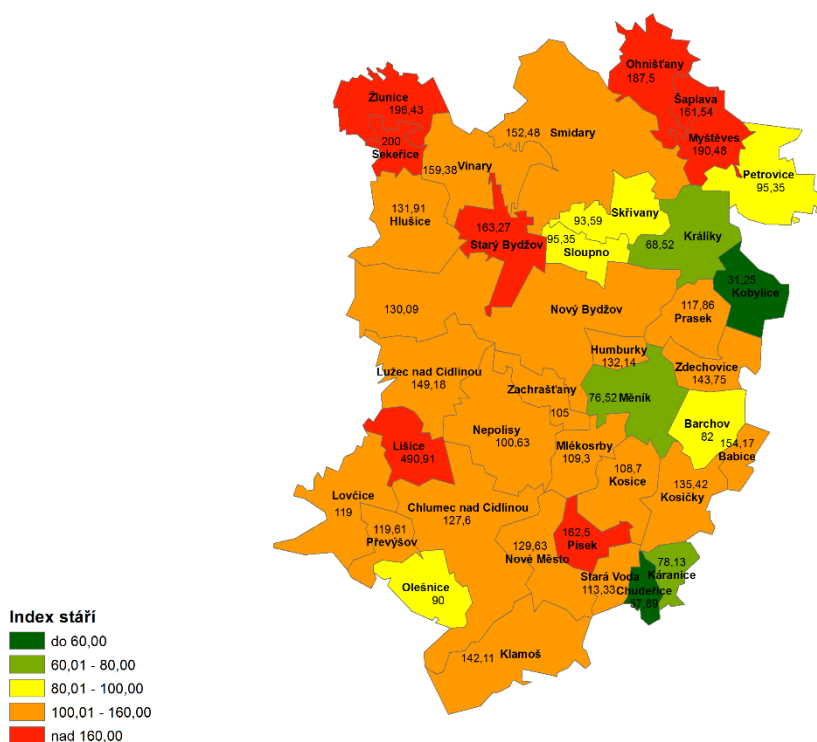 Ohnišťany
187,5
Žlunice
196,43
Šaplava
161,54
152,48
Smidary
Myštěves
190,48
200
Sekeřice
159,38
Vinary
Petrovice
95,35
131,91
Hlušice
Skřivany
93,59
163,27
Starý Bydžov
95,35
Sloupno
Králíky
68,52
31,25
Kobylice
130,09
Nový Bydžov
117,86
Prasek
Humburky
132,14
Zdechovice
143,75
Lužec nad Cidlinou
149,18
Zachrašťany
105
76,52
Měník
Barchov
82
Nepolisy
100,63
Lišice
490,91
Mlékosrby
109,3
154,17
Babice
108,7
Kosice
135,42
Kosičky
Lovčice
119
Chlumec nad Cidlinou
127,6
119,61
Převýšov
162,5
Písek
129,63
Nové Město
78,13
Káranice
Stará Voda
113,33
Chudeřice
57,69
Olešnice
90
142,11
Klamoš
Index stáří
do 60,00
60,01 - 80,00
80,01 - 100,00
100,01 - 160,00
nad 160,00